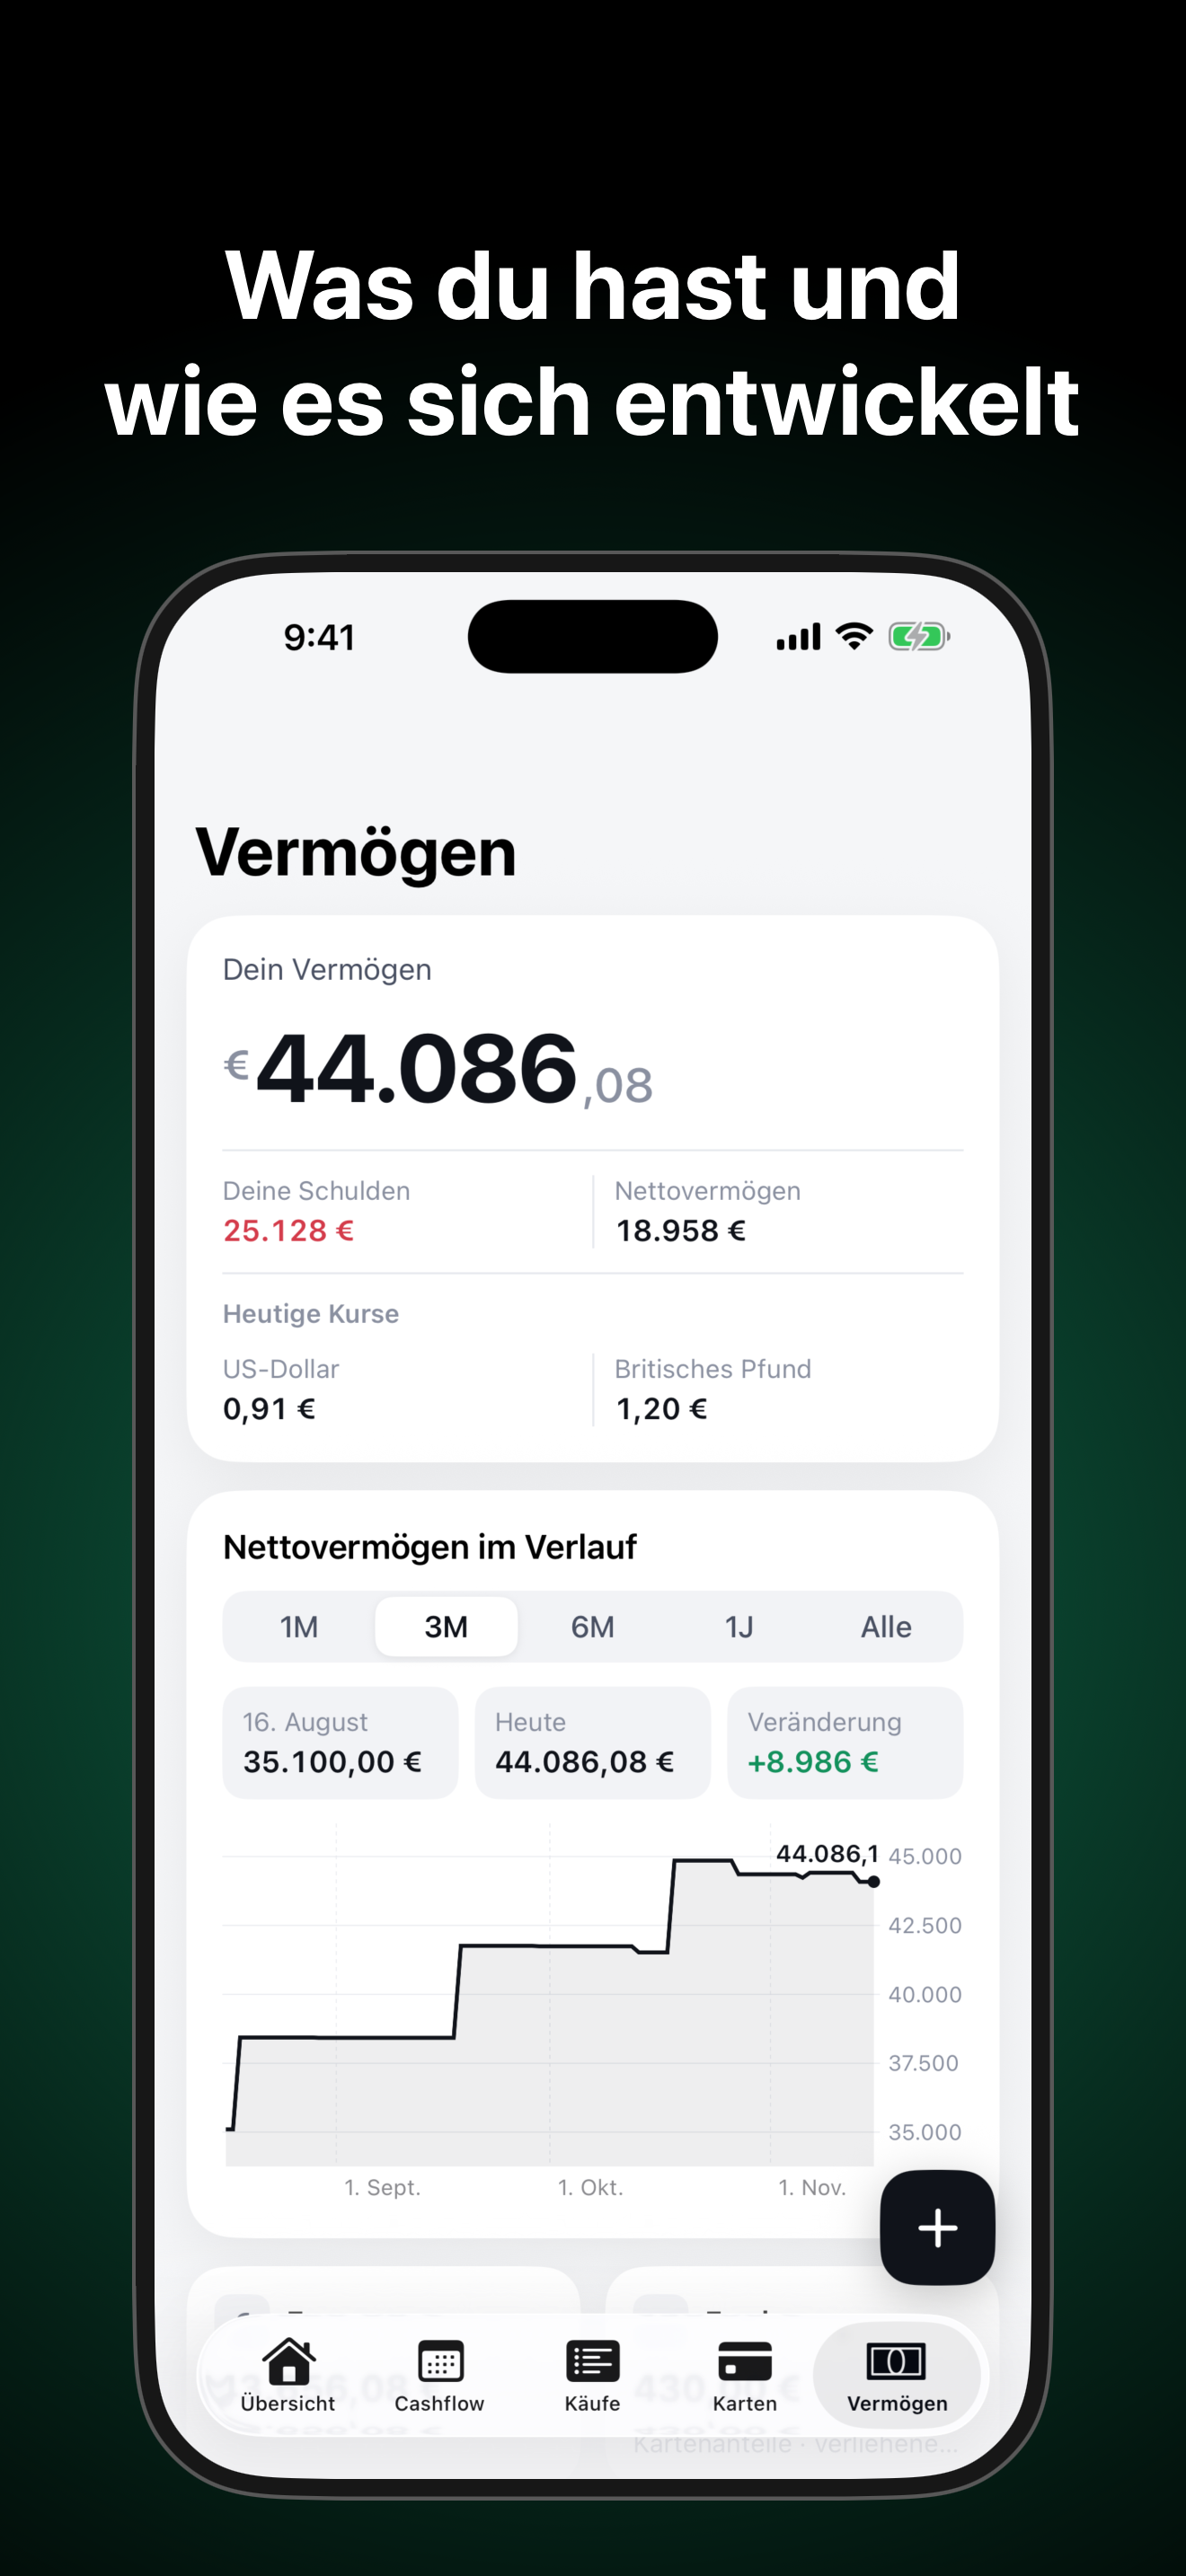 Was du hast und
wie es sich entwickelt
9:41
Vermögen
Dein Vermögen
€44.086,08
Deine Schulden
25.128 €
Nettovermögen
18.958 €
Heutige Kurse
US-Dollar
0,91 €
Britisches Pfund
1,20 €
Nettovermögen im Verlauf
1M 3M 6M 1J Alle
16. August
35.100,00 €
Heute
44.086,08 €
Veränderung
+8.986 €
44.086,1
45.000
42.500
40.000
37.500
35.000
1. Sept. 1. Okt. 1. Nov.
430,00 €
Übersicht Cashflow Käufe Karten Vermögen
Kartenanteile · verliehene...